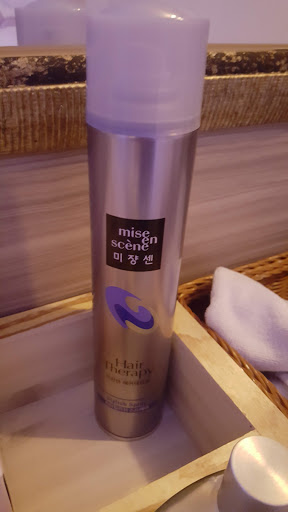 mise
en
scène
미쟝센
Hair
Therapy